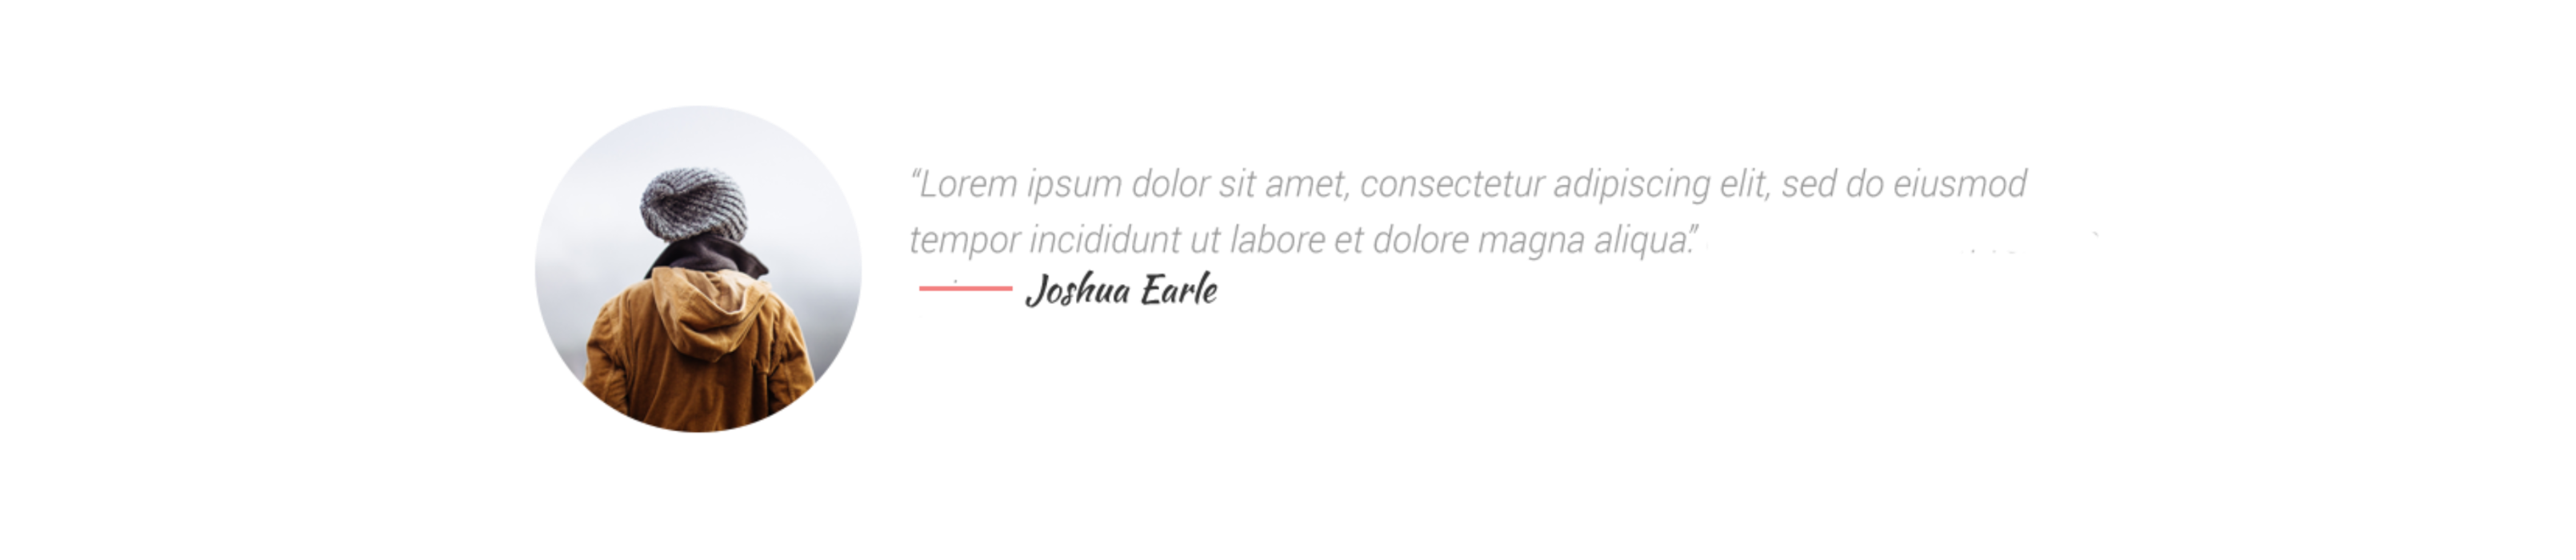 “Lorem ipsum dolor sit amet, consectetur adipiscing elit, sed do eiusmod
tempor incididunt ut labore et dolore magna aliqua.”
Joshua Earle